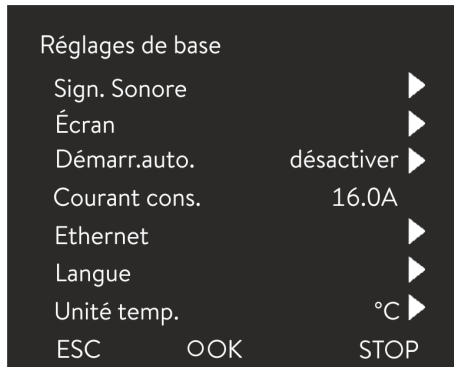 Réglages de base
Sign. Sonore
Écran
Démarr.auto. désactiver
Courant cons. 16.0A
Ethernet
Langue
Unité temp. °C
ESC OOK STOP